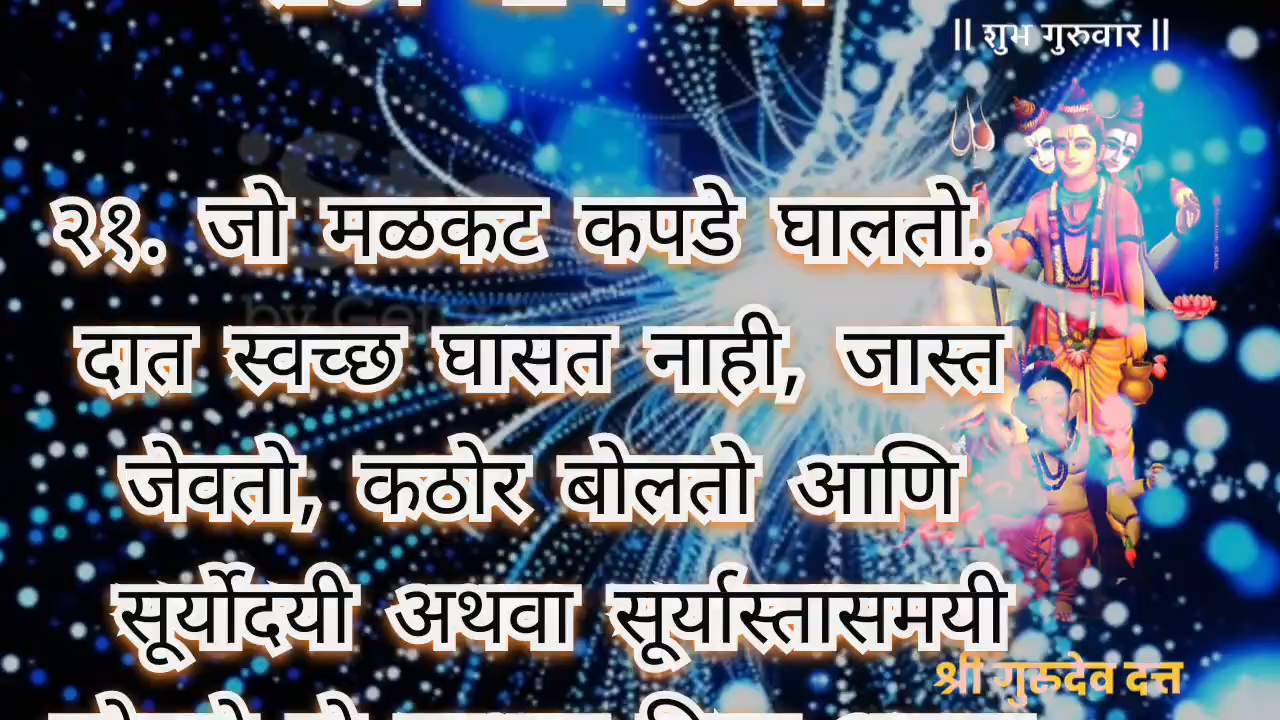 || शुभ गुरुवार ||
२१. जो मळकट कपडे घालतो.
दात स्वच्छ घासत नाही, जास्त
जेवतो, कठोर बोलतो आणि
सूर्योदयी अथवा सूर्यास्तासमयी
श्री गुरुदेव दत्त